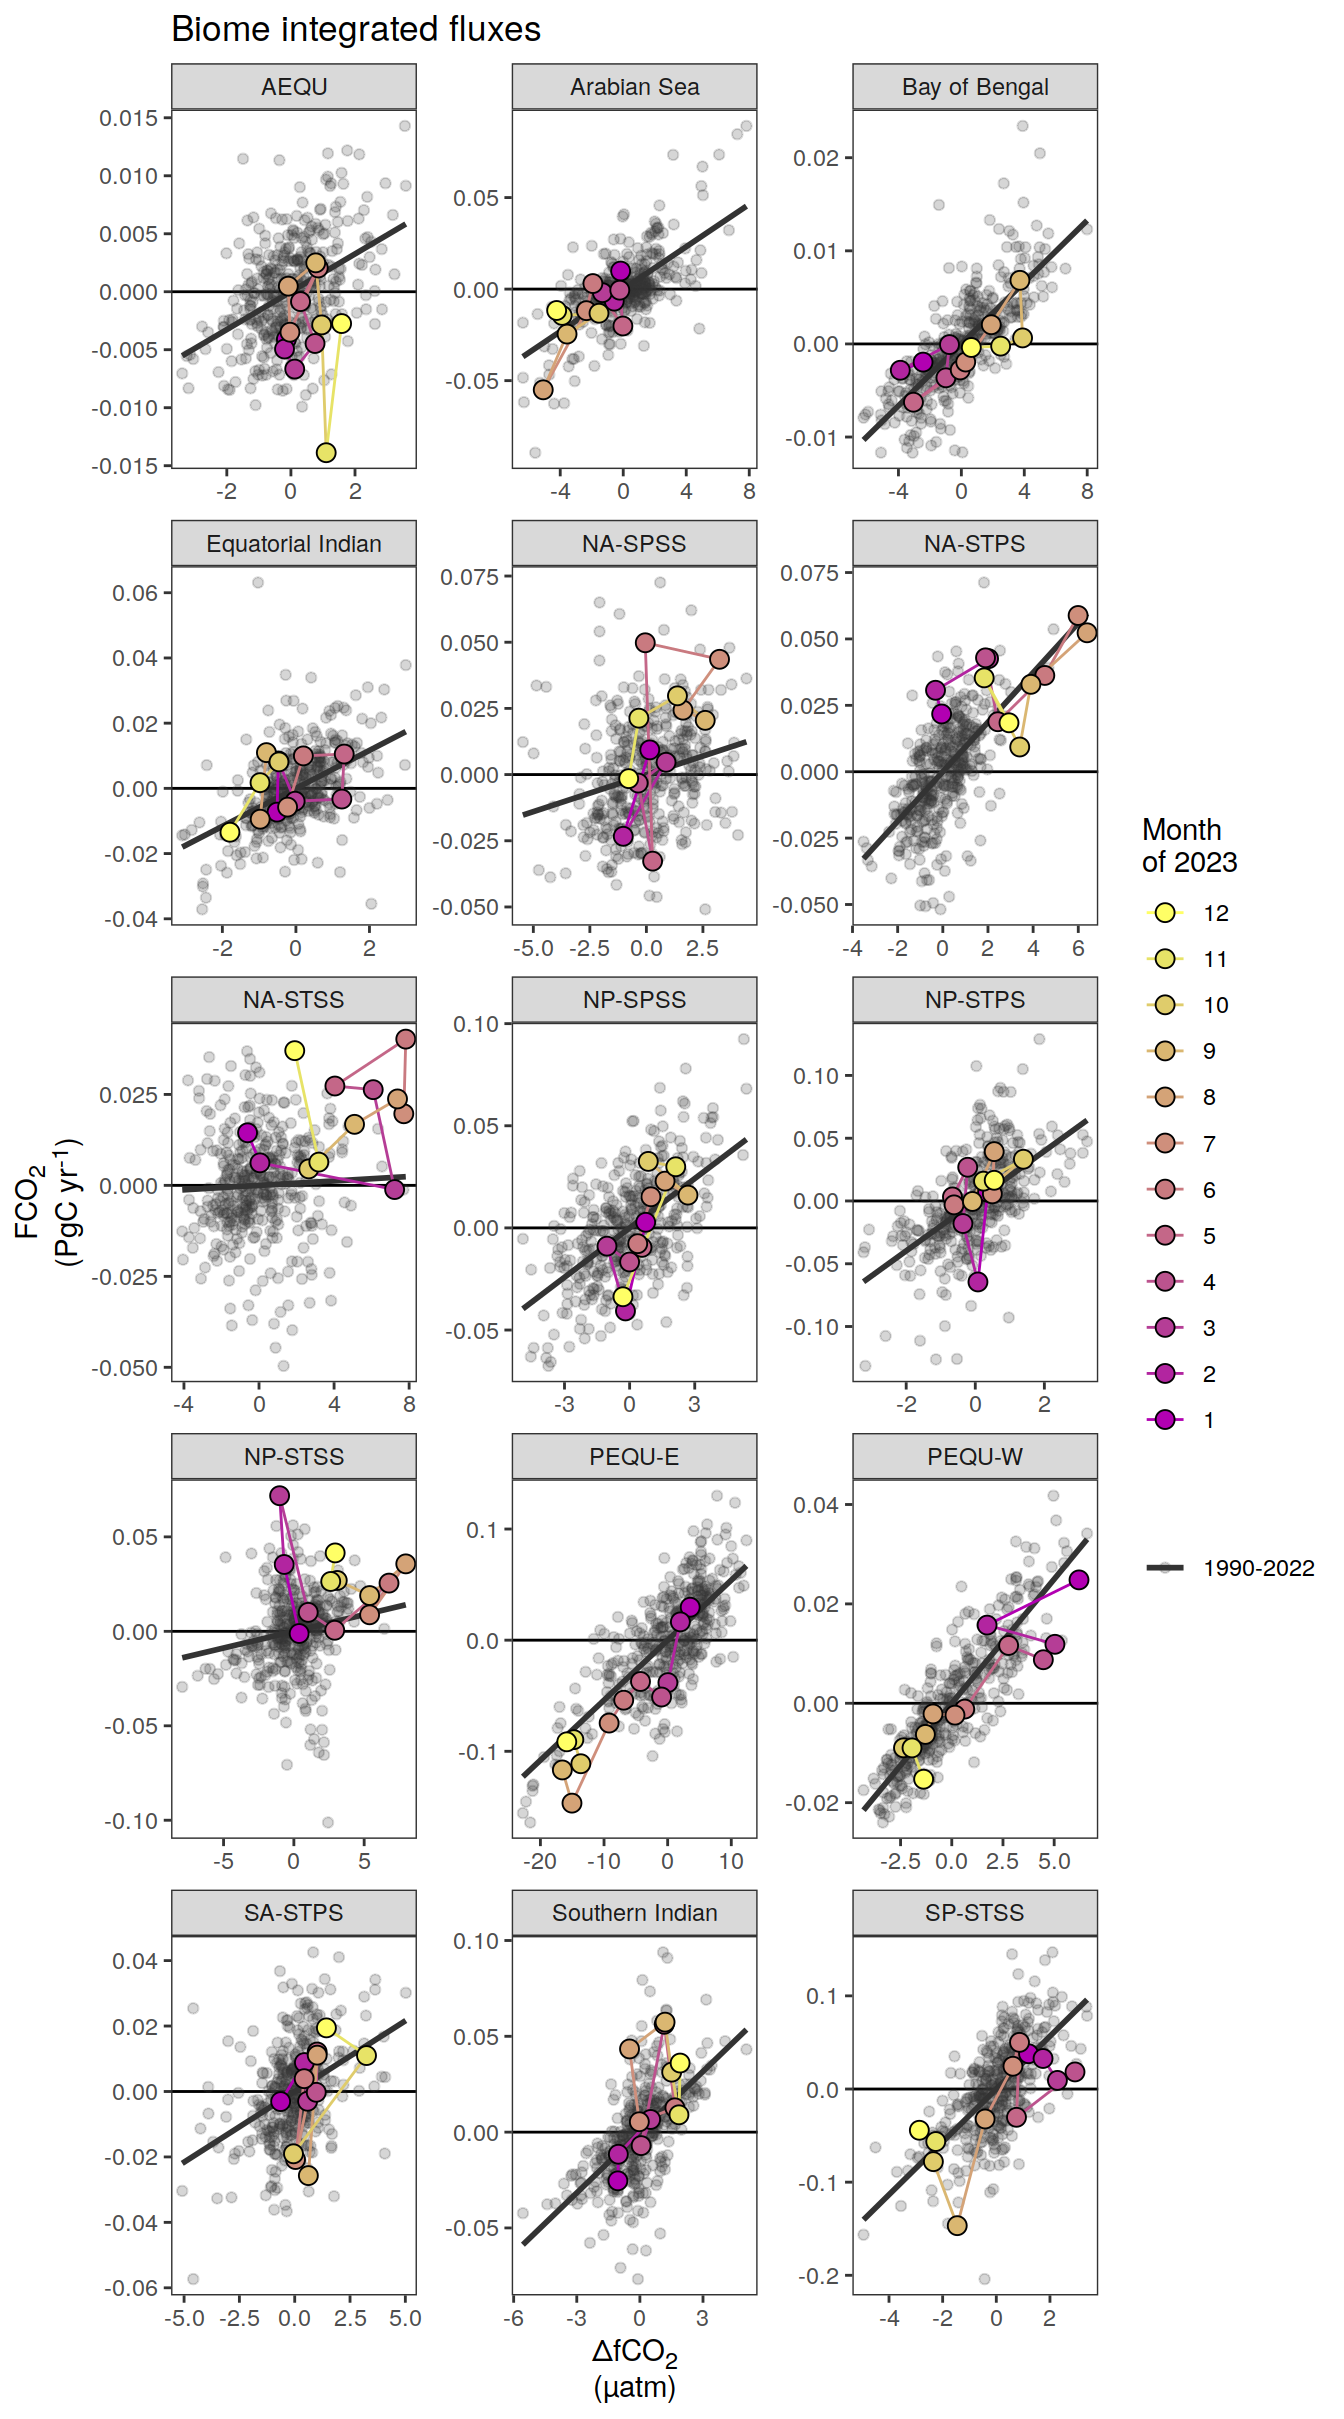 Biome integrated fluxes
AEQU
Arabian Sea
Bay of Bengal
0.015
0.010
0.005
0.000
-0.005
-0.010
-0.015
0.05
0.00
-0.05
0.02
0.01
0.00
-0.01
-2 0 2
-4 0 4 8
-4 0 4 8
Equatorial Indian
NA-SPSS
NA-STPS
0.06
0.04
0.02
0.00
-0.02
-0.04
0.075
0.050
0.025
0.000
-0.025
-0.050
0.075
0.050
0.025
0.000
-0.025
-0.050
-2 0 2
-5.0 -2.5 0.0 2.5
-4 -2 0 2 4 6
NA-STSS
NP-SPSS
NP-STPS
0.025
0.000
-0.025
-0.050
0.10
0.05
0.00
-0.05
0.10
0.05
0.00
-0.05
-0.10
-4 0 4 8
-3 0 3
-2 0 2
NP-STSS
PEQU-E
PEQU-W
0.05
0.00
-0.05
-0.10
0.1
0.0
-0.1
0.04
0.02
0.00
-0.02
-5 0 5
-20 -10 0 10
-2.5 0.0 2.5 5.0
SA-STPS
Southern Indian
SP-STSS
0.04
0.02
0.00
-0.02
-0.04
-0.06
0.10
0.05
0.00
-0.05
0.1
0.0
-0.1
-0.2
-5.0 -2.5 0.0 2.5 5.0
-6 -3 0 3
-4 -2 0 2
FCO₂
(PgC yr⁻¹)
ΔfCO₂
(µatm)
Month
of 2023
12
11
10
9
8
7
6
5
4
3
2
1
1990-2022